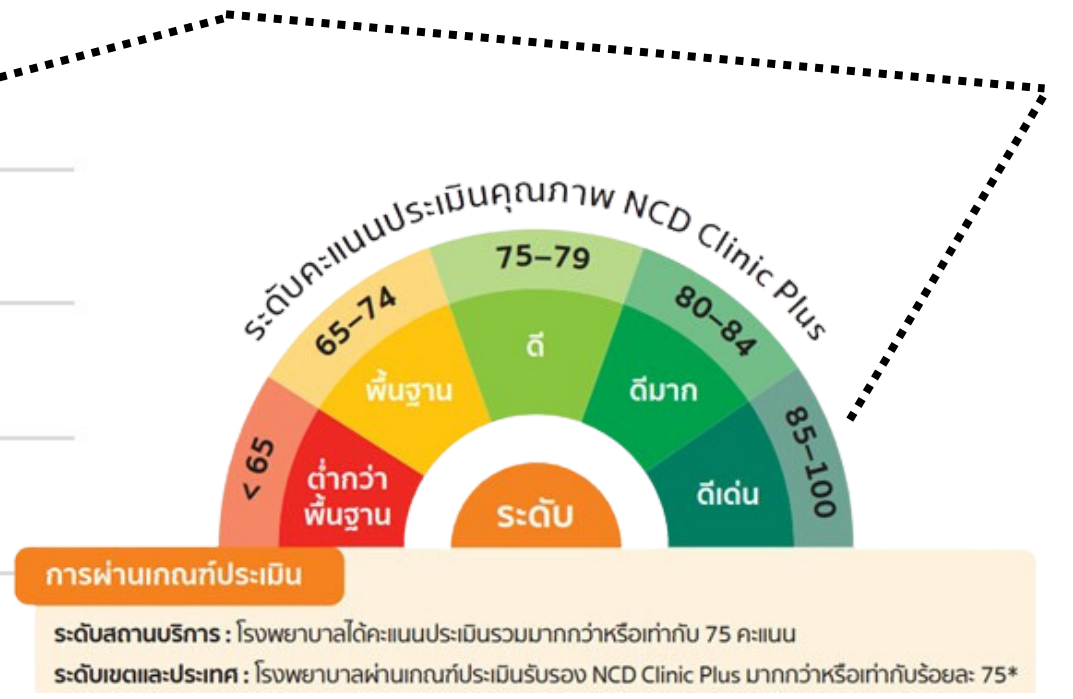 ระดับคะแนนประเมินคุณภาพ NCD Clinic Plus
< 65
65–74
75–79
80–84
85–100
ต่ำกว่า
พื้นฐาน
พื้นฐาน
ดี
ดีมาก
ดีเด่น
ระดับ
การผ่านเกณฑ์ประเมิน
ระดับสถานบริการ : โรงพยาบาลได้คะแนนประเมินรวมมากกว่าหรือเท่ากับ 75 คะแนน
ระดับเขตและประเทศ : โรงพยาบาลผ่านเกณฑ์ประเมินรับรอง NCD Clinic Plus มากกว่าหรือเท่ากับร้อยละ 75*